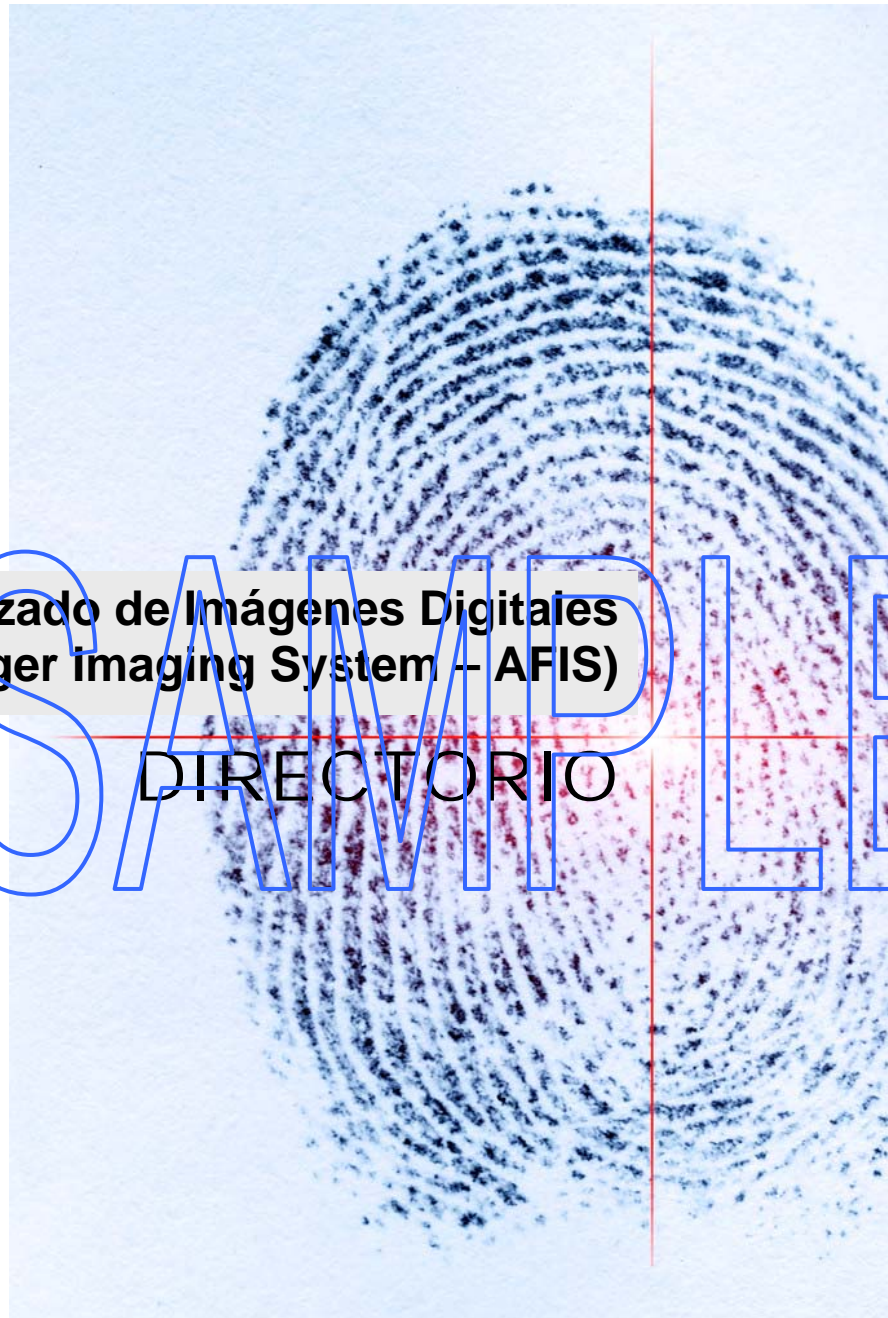 zado de Imágenes Digitales
ger Imaging System – AFIS)
DIRECTORIO
SAMPLE